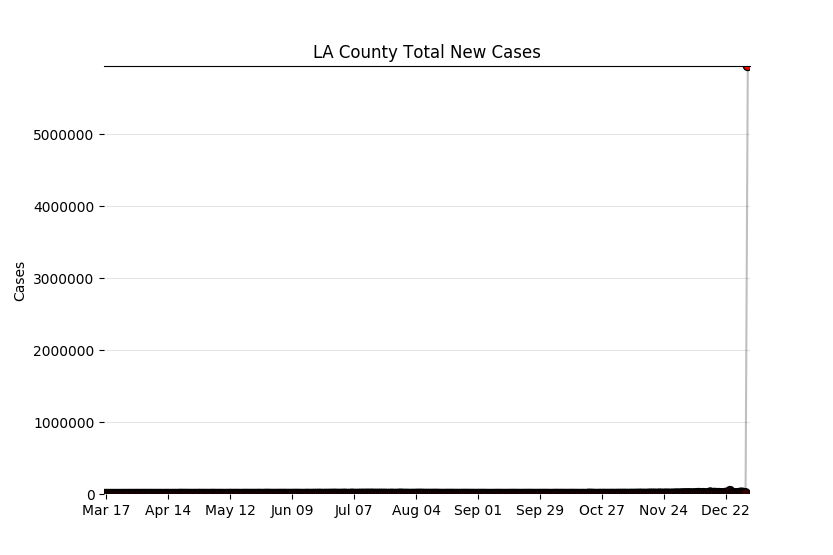 LA County Total New Cases
Cases
5000000
4000000
3000000
2000000
1000000
0
Mar 17 Apr 14 May 12 Jun 09 Jul 07 Aug 04 Sep 01 Sep 29 Oct 27 Nov 24 Dec 22